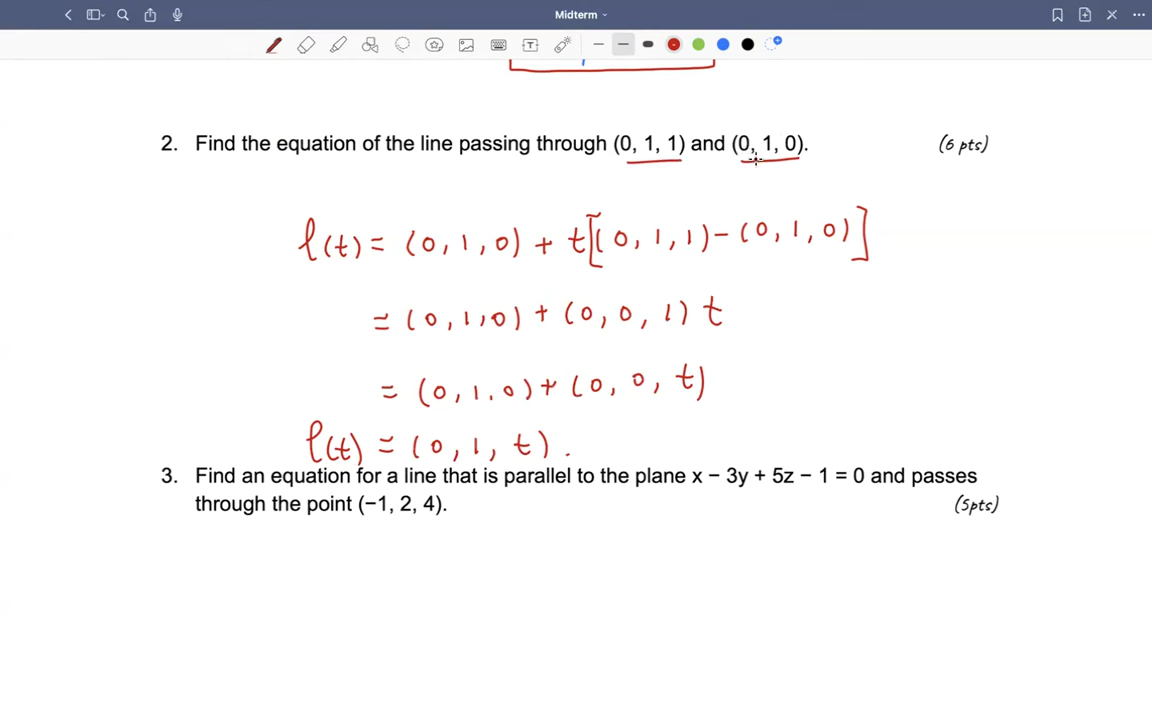 Midterm
2. Find the equation of the line passing through (0, 1, 1) and (0, 1, 0). (6 pts)
l(t) = (0, 1, 0) + t[(0, 1, 1) − (0, 1, 0)]
= (0, 1, 0) + (0, 0, 1) t
= (0, 1, 0) + (0, 0, t)
l(t) = (0, 1, t).
3. Find an equation for a line that is parallel to the plane x − 3y + 5z − 1 = 0 and passes
through the point (−1, 2, 4). (5pts)